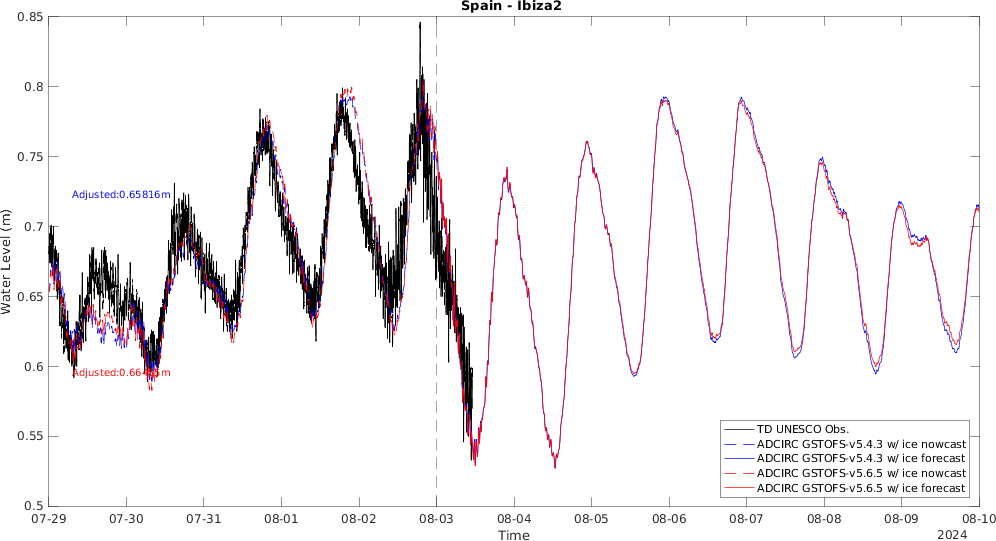 Spain - Ibiza2
Water Level (m)
0.85
0.8
0.75
0.7
0.65
0.6
0.55
0.5
Adjusted:0.65816m
TD UNESCO Obs.
ADCIRC GSTOFS-v5.4.3 w/ ice nowcast
ADCIRC GSTOFS-v5.4.3 w/ ice forecast
ADCIRC GSTOFS-v5.6.5 w/ ice nowcast
ADCIRC GSTOFS-v5.6.5 w/ ice forecast
07-29 07-30 07-31 08-01 08-02 08-03 08-04 08-05 08-06 08-07 08-08 08-09 08-10
Time
2024